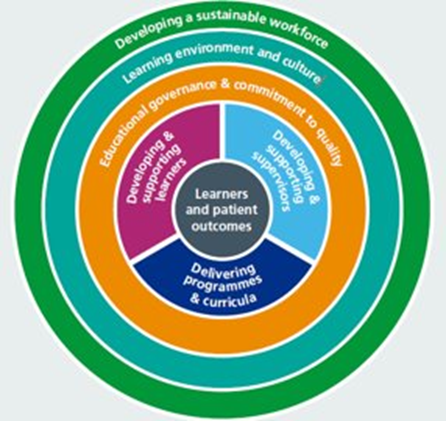 Developing a sustainable workforce
Learning environment and culture
Educational governance & commitment to quality
Developing &
supporting
learners
Developing &
supporting
supervisors
Learners
and patient
outcomes
Delivering
programmes
& curricula